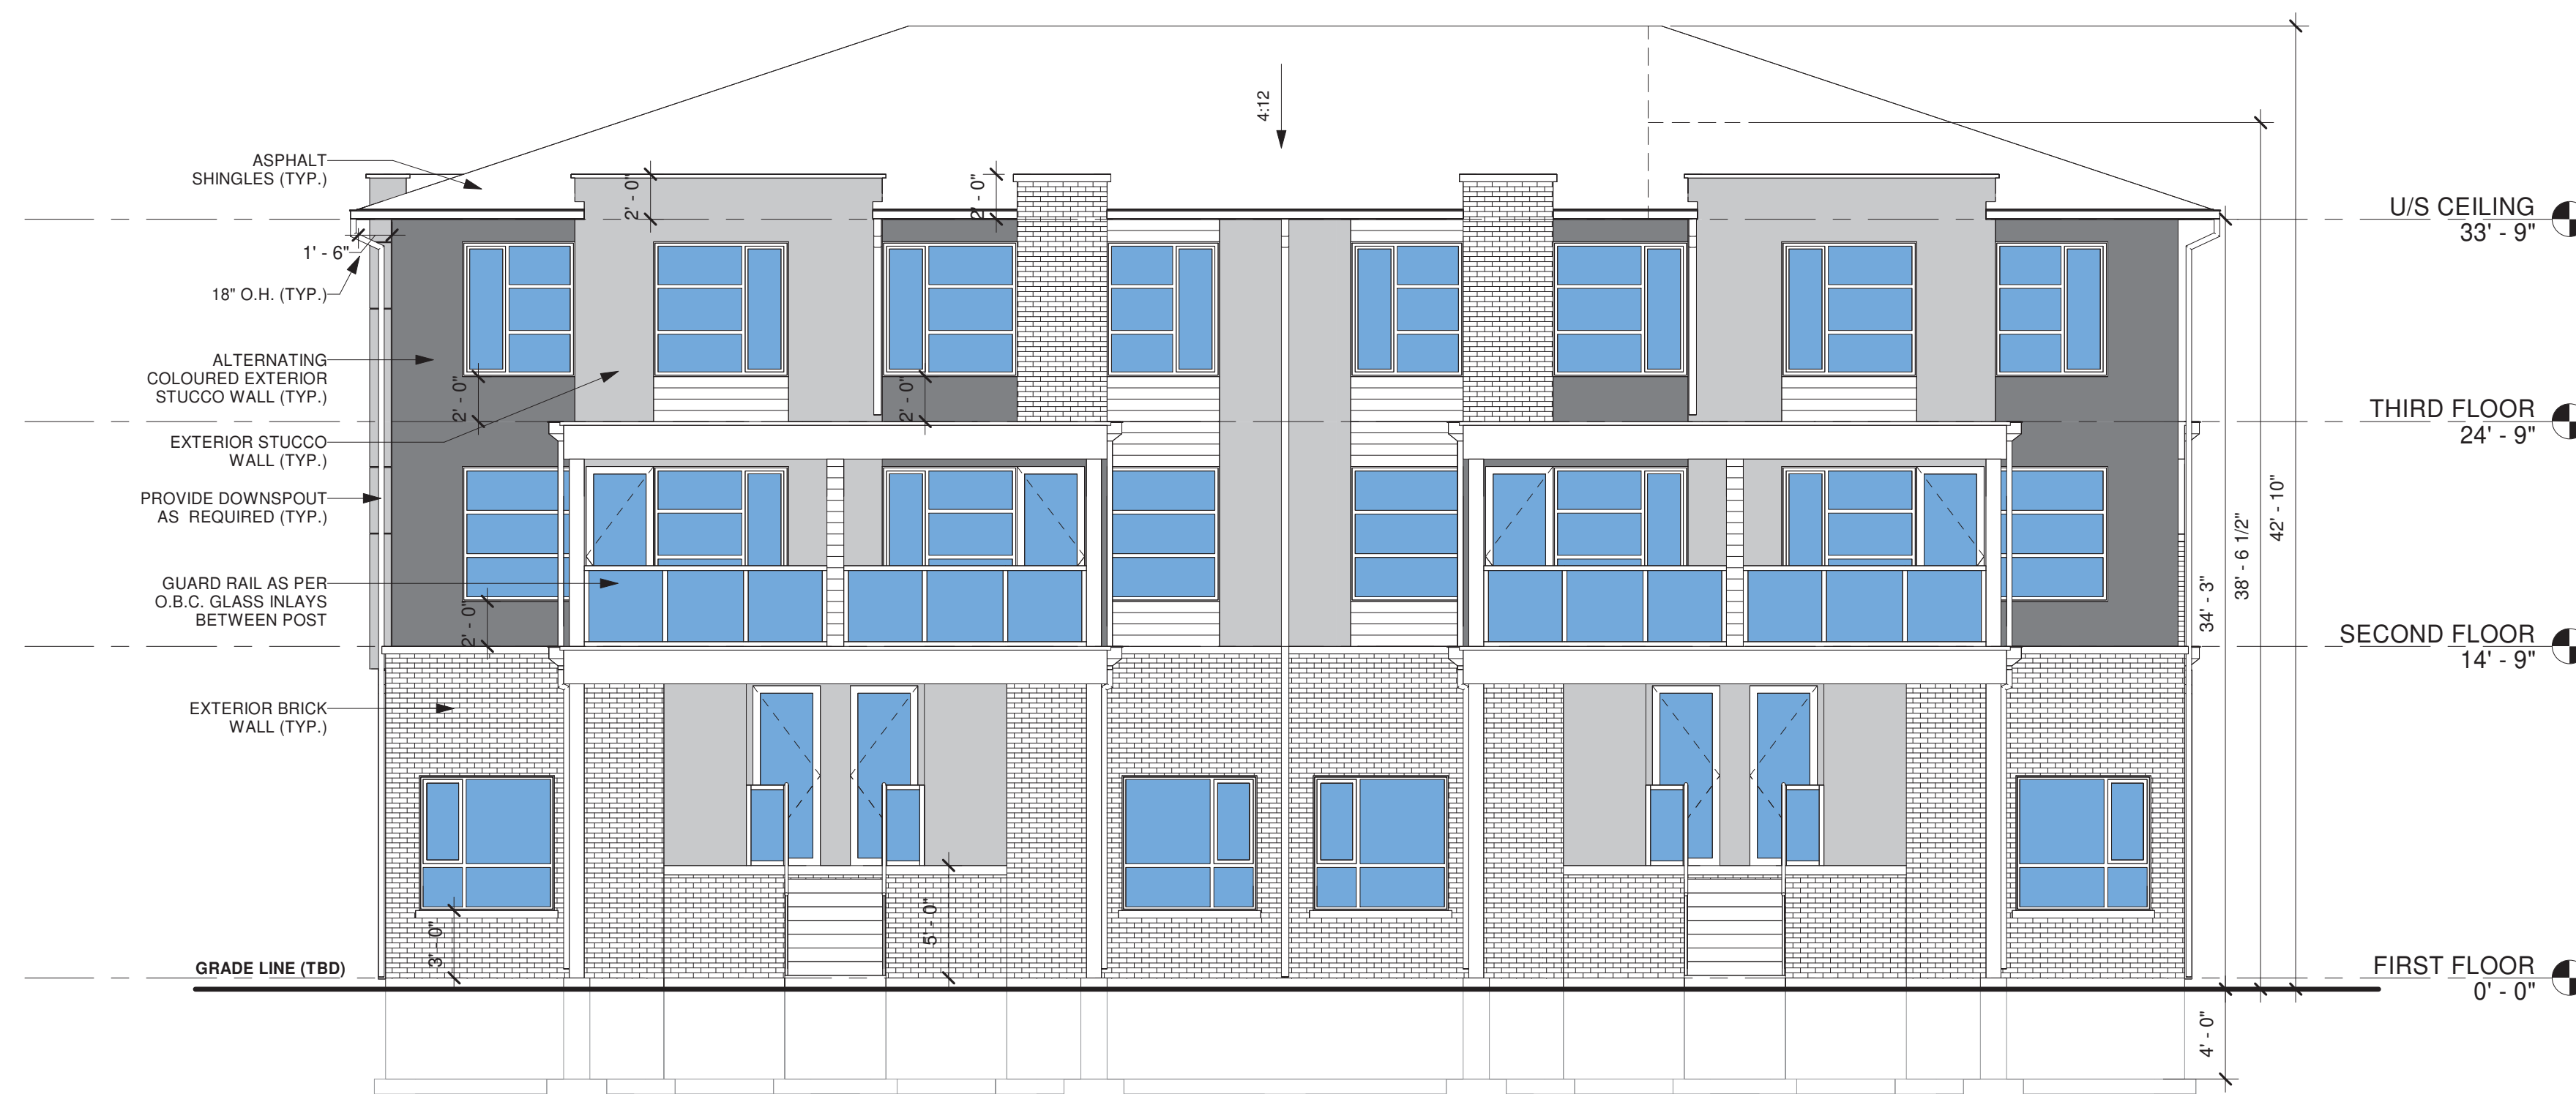 4:12
ASPHALT
SHINGLES (TYP.)
2' - 0"
2' - 0"
U/S CEILING
33' - 9"
1' - 6"
18" O.H. (TYP.)
ALTERNATING
COLOURED EXTERIOR
STUCCO WALL (TYP.)
2' - 0"
2' - 0"
THIRD FLOOR
24' - 9"
EXTERIOR STUCCO
WALL (TYP.)
PROVIDE DOWNSPOUT
AS REQUIRED (TYP.)
42' - 10"
38' - 6 1/2"
34' - 3"
GUARD RAIL AS PER
O.B.C. GLASS INLAYS
BETWEEN POST
2' - 0"
SECOND FLOOR
14' - 9"
EXTERIOR BRICK
WALL (TYP.)
3' - 0"
5' - 0"
GRADE LINE (TBD)
FIRST FLOOR
0' - 0"
4' - 0"